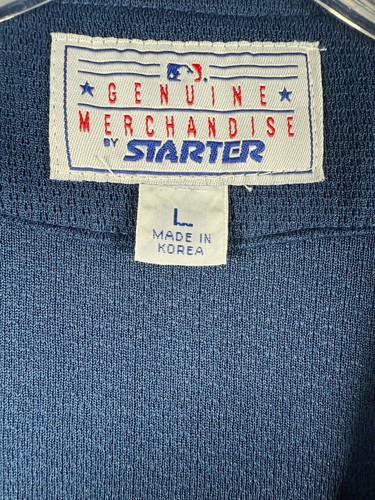 GENUINE
MERCHANDISE
BY STARTER
L
MADE IN
KOREA